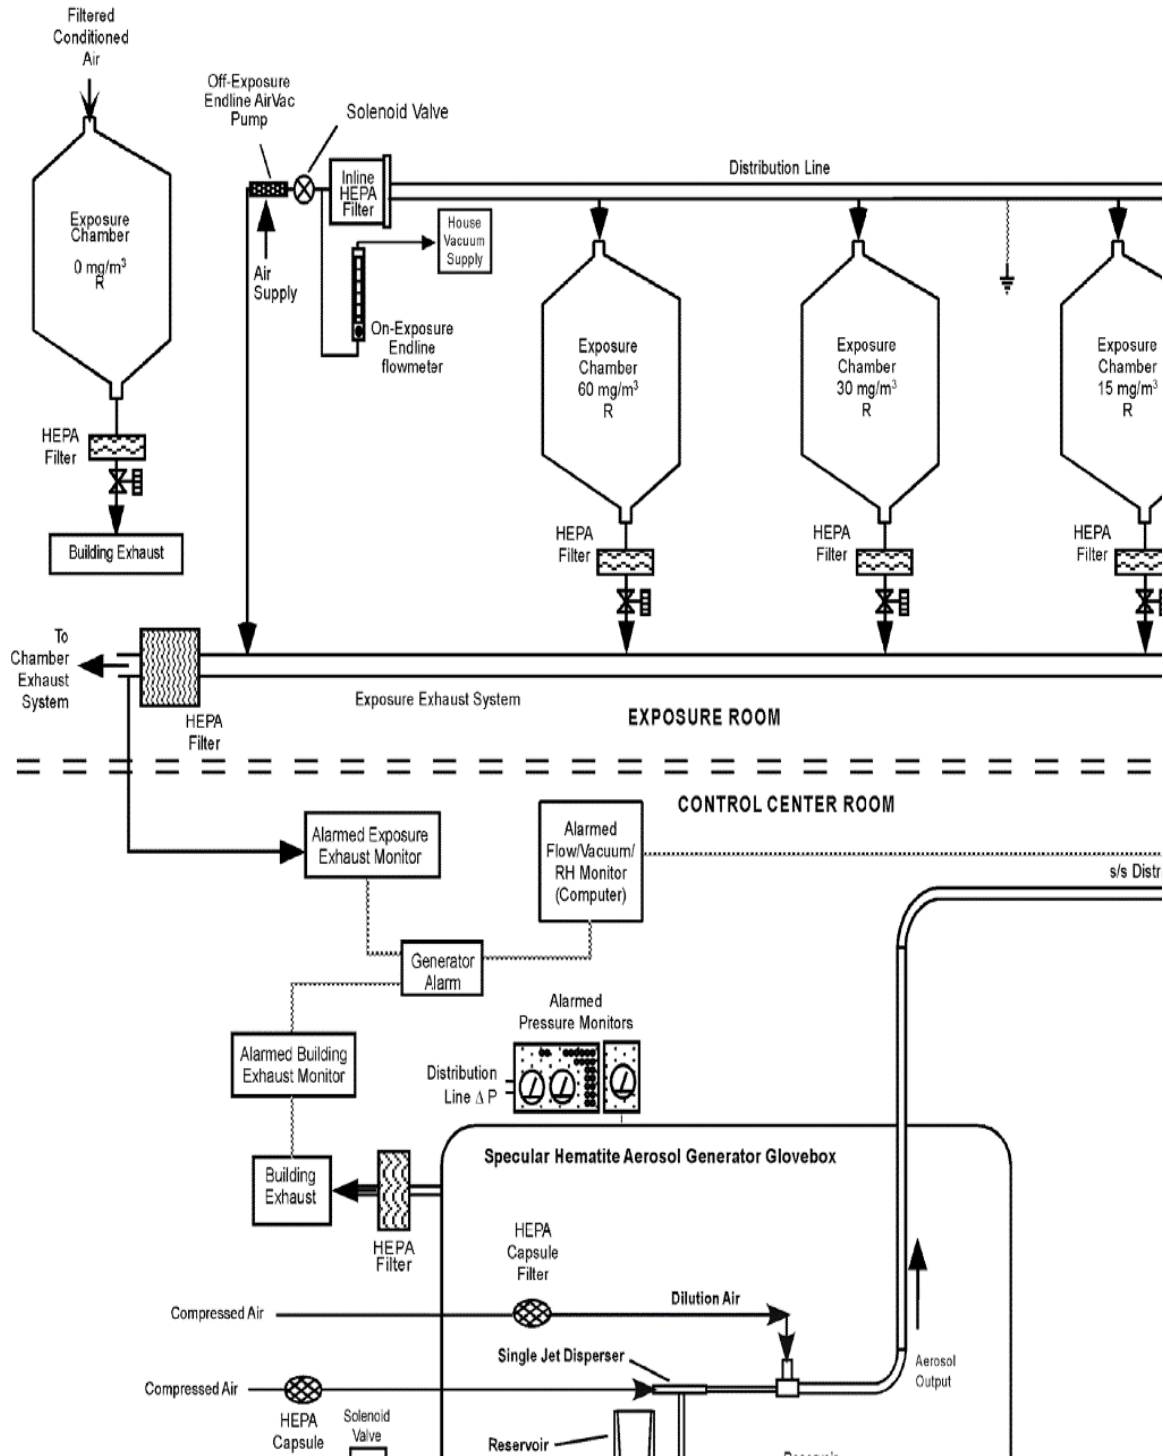 Filtered
Conditioned
Air
Off-Exposure
Endline AirVac
Pump
Solenoid Valve
Inline
HEPA
Filter
Distribution Line
House
Vacuum
Supply
Air
Supply
On-Exposure
Endline
flowmeter
Exposure
Chamber
0 mg/m³
R
Exposure
Chamber
60 mg/m³
R
Exposure
Chamber
30 mg/m³
R
Exposure
Chamber
15 mg/m³
R
HEPA
Filter
HEPA
Filter
HEPA
Filter
HEPA
Filter
Building Exhaust
To
Chamber
Exhaust
System
HEPA
Filter
Exposure Exhaust System
EXPOSURE ROOM
CONTROL CENTER ROOM
Alarmed Exposure
Exhaust Monitor
Alarmed
Flow/Vacuum/
RH Monitor
(Computer)
s/s Distr
Generator
Alarm
Alarmed Building
Exhaust Monitor
Alarmed
Pressure Monitors
Distribution
Line Δ P
Specular Hematite Aerosol Generator Glovebox
Building
Exhaust
HEPA
Filter
HEPA
Capsule
Filter
Compressed Air
Dilution Air
Single Jet Disperser
Aerosol
Output
Compressed Air
HEPA
Capsule
Solenoid
Valve
Reservoir